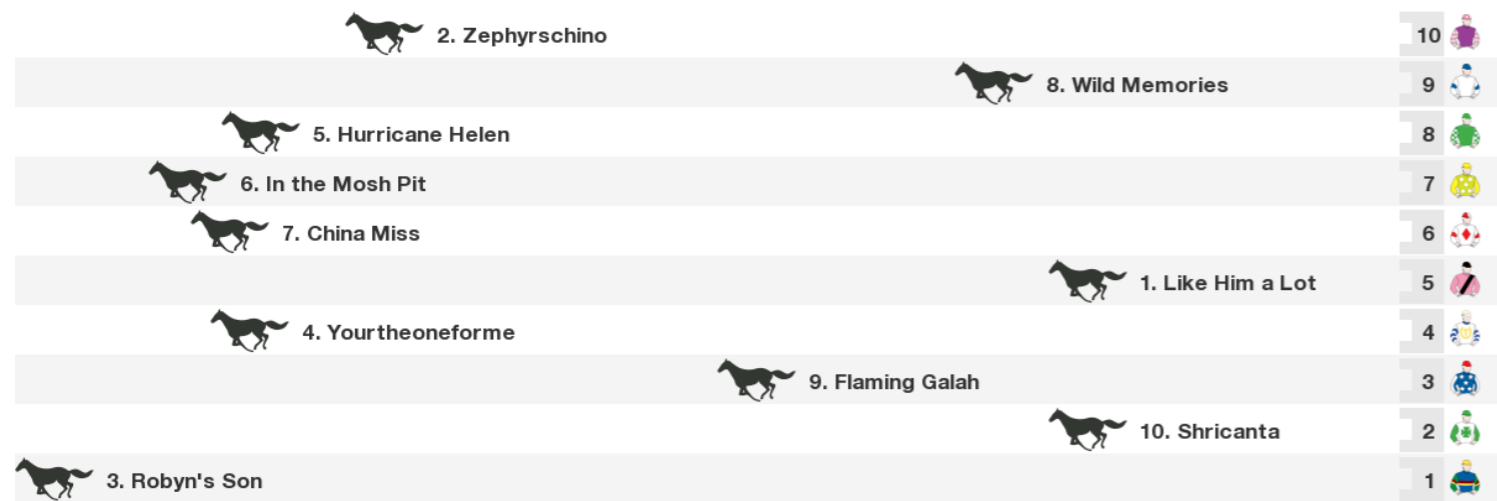 2. Zephyrschino 10
8. Wild Memories 9
5. Hurricane Helen 8
6. In the Mosh Pit 7
7. China Miss 6
1. Like Him a Lot 5
4. Yourtheoneforme 4
9. Flaming Galah 3
10. Shricanta 2
3. Robyn's Son 1